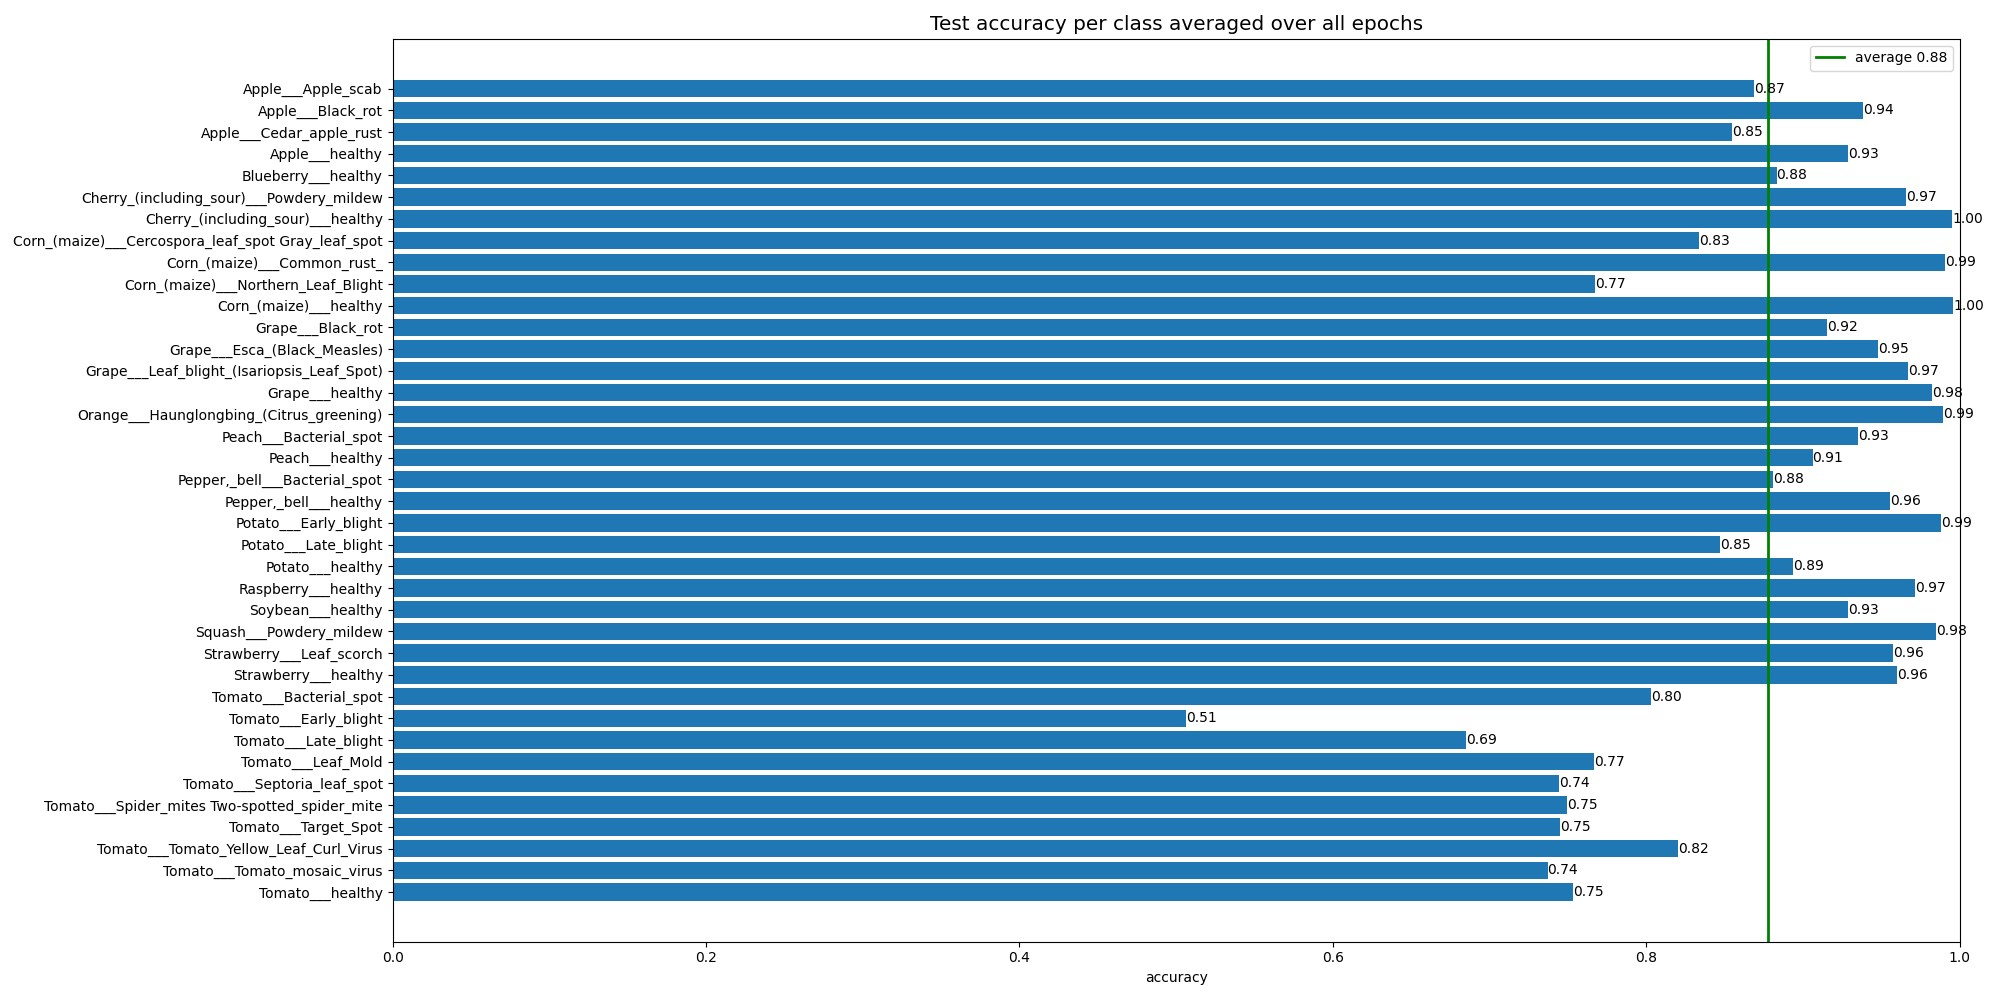 Test accuracy per class averaged over all epochs
average 0.88
Apple___Apple_scab 0.87
Apple___Black_rot 0.94
Apple___Cedar_apple_rust 0.85
Apple___healthy 0.93
Blueberry___healthy 0.88
Cherry_(including_sour)___Powdery_mildew 0.97
Cherry_(including_sour)___healthy 1.00
Corn_(maize)___Cercospora_leaf_spot Gray_leaf_spot 0.83
Corn_(maize)___Common_rust_ 0.99
Corn_(maize)___Northern_Leaf_Blight 0.77
Corn_(maize)___healthy 1.00
Grape___Black_rot 0.92
Grape___Esca_(Black_Measles) 0.95
Grape___Leaf_blight_(Isariopsis_Leaf_Spot) 0.97
Grape___healthy 0.98
Orange___Haunglongbing_(Citrus_greening) 0.99
Peach___Bacterial_spot 0.93
Peach___healthy 0.91
Pepper,_bell___Bacterial_spot 0.88
Pepper,_bell___healthy 0.96
Potato___Early_blight 0.99
Potato___Late_blight 0.85
Potato___healthy 0.89
Raspberry___healthy 0.97
Soybean___healthy 0.93
Squash___Powdery_mildew 0.98
Strawberry___Leaf_scorch 0.96
Strawberry___healthy 0.96
Tomato___Bacterial_spot 0.80
Tomato___Early_blight 0.51
Tomato___Late_blight 0.69
Tomato___Leaf_Mold 0.77
Tomato___Septoria_leaf_spot 0.74
Tomato___Spider_mites Two-spotted_spider_mite 0.75
Tomato___Target_Spot 0.75
Tomato___Tomato_Yellow_Leaf_Curl_Virus 0.82
Tomato___Tomato_mosaic_virus 0.74
Tomato___healthy 0.75
0.0 0.2 0.4 0.6 0.8 1.0
accuracy